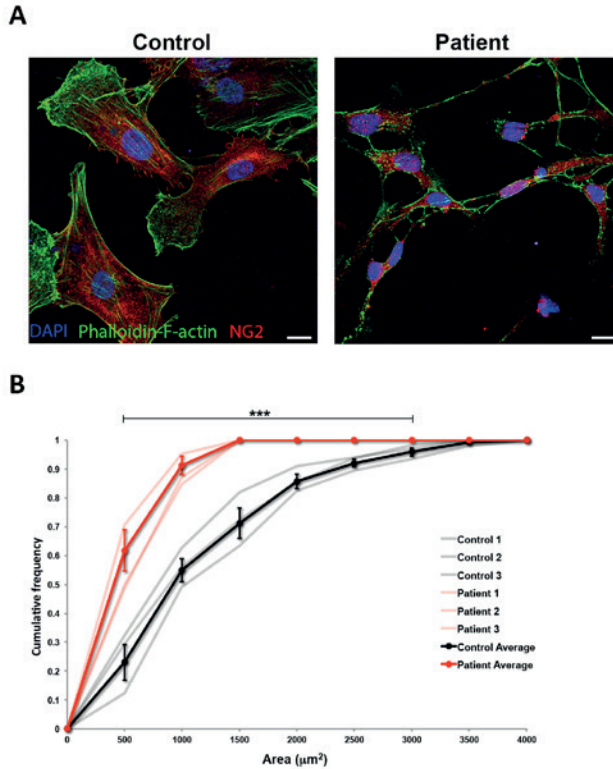 A
Control
Patient
DAPI Phalloidin-F-actin NG2
B
***
1
0.9
0.8
0.7
0.6
0.5
0.4
0.3
0.2
0.1
0
Cumulative frequency
0 500 1000 1500 2000 2500 3000 3500 4000
Area (µm²)
Control 1
Control 2
Control 3
Patient 1
Patient 2
Patient 3
Control Average
Patient Average